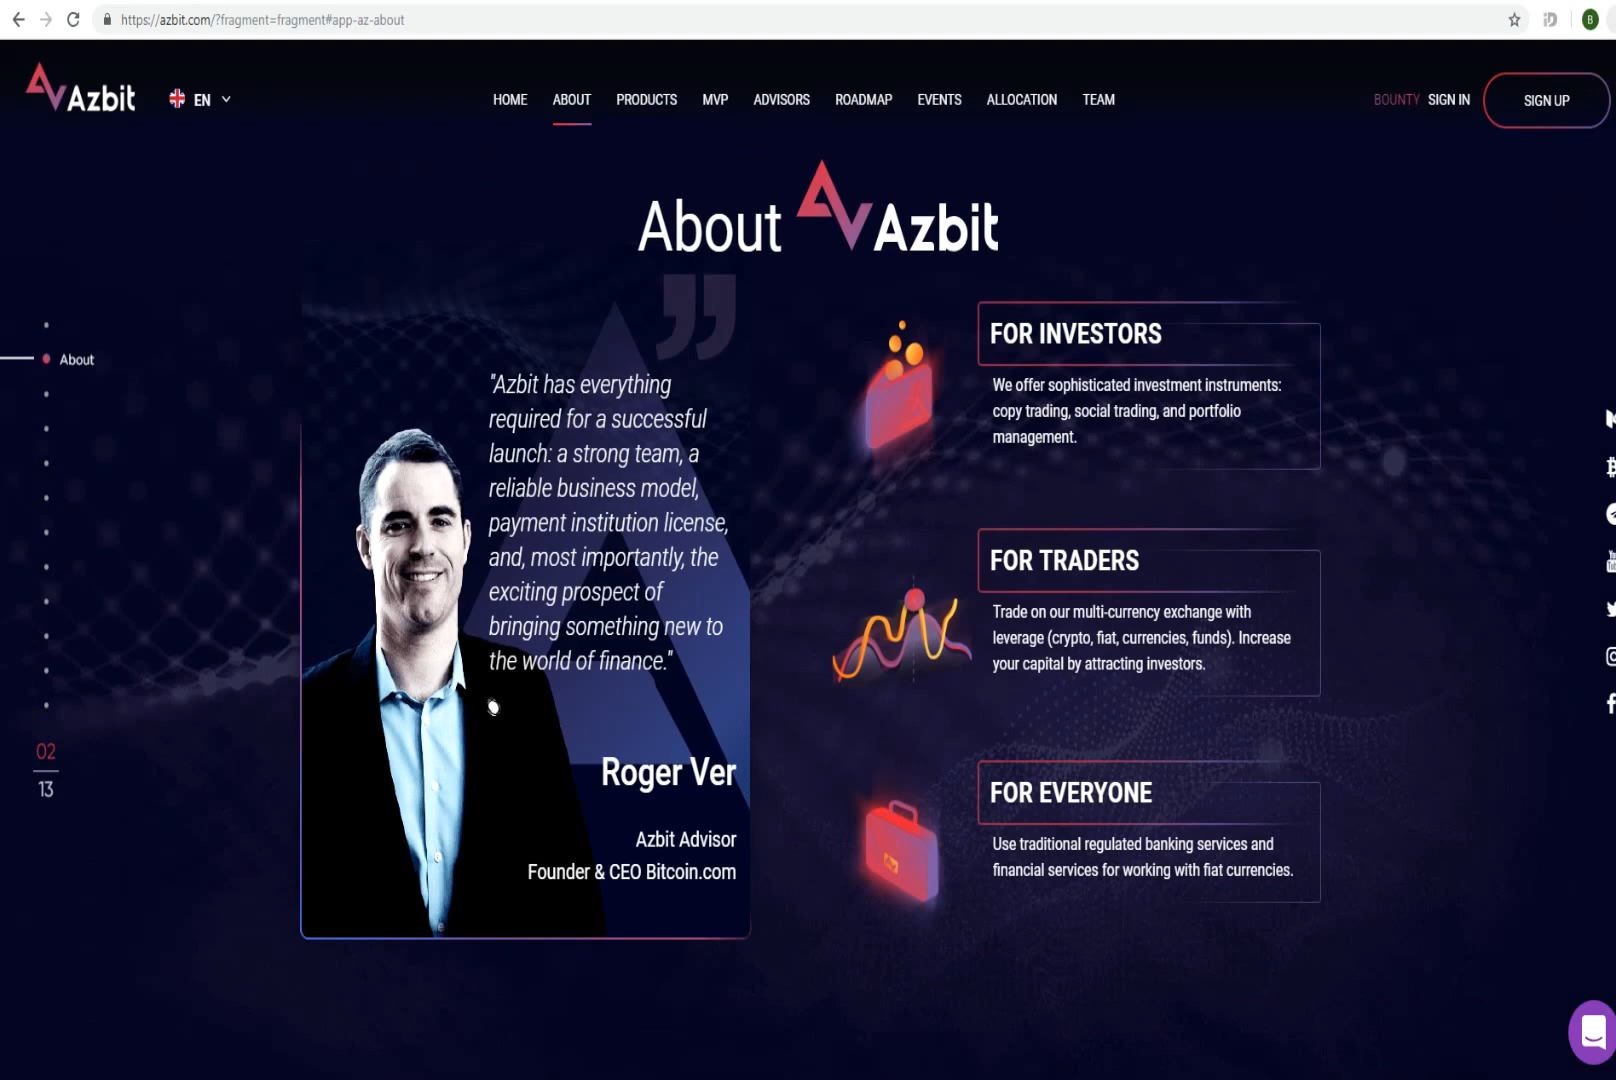 https://azbit.com/?fragment=fragment#app-az-about
B
Azbit
EN
HOME
ABOUT
PRODUCTS
MVP
ADVISORS
ROADMAP
EVENTS
ALLOCATION
TEAM
BOUNTY
SIGN IN
SIGN UP
About Azbit
About
02
13
"Azbit has everything
required for a successful
launch: a strong team, a
reliable business model,
payment institution license,
and, most importantly, the
exciting prospect of
bringing something new to
the world of finance."
Roger Ver
Azbit Advisor
Founder & CEO Bitcoin.com
FOR INVESTORS
We offer sophisticated investment instruments:
copy trading, social trading, and portfolio
management.
FOR TRADERS
Trade on our multi-currency exchange with
leverage (crypto, fiat, currencies, funds). Increase
your capital by attracting investors.
FOR EVERYONE
Use traditional regulated banking services and
financial services for working with fiat currencies.